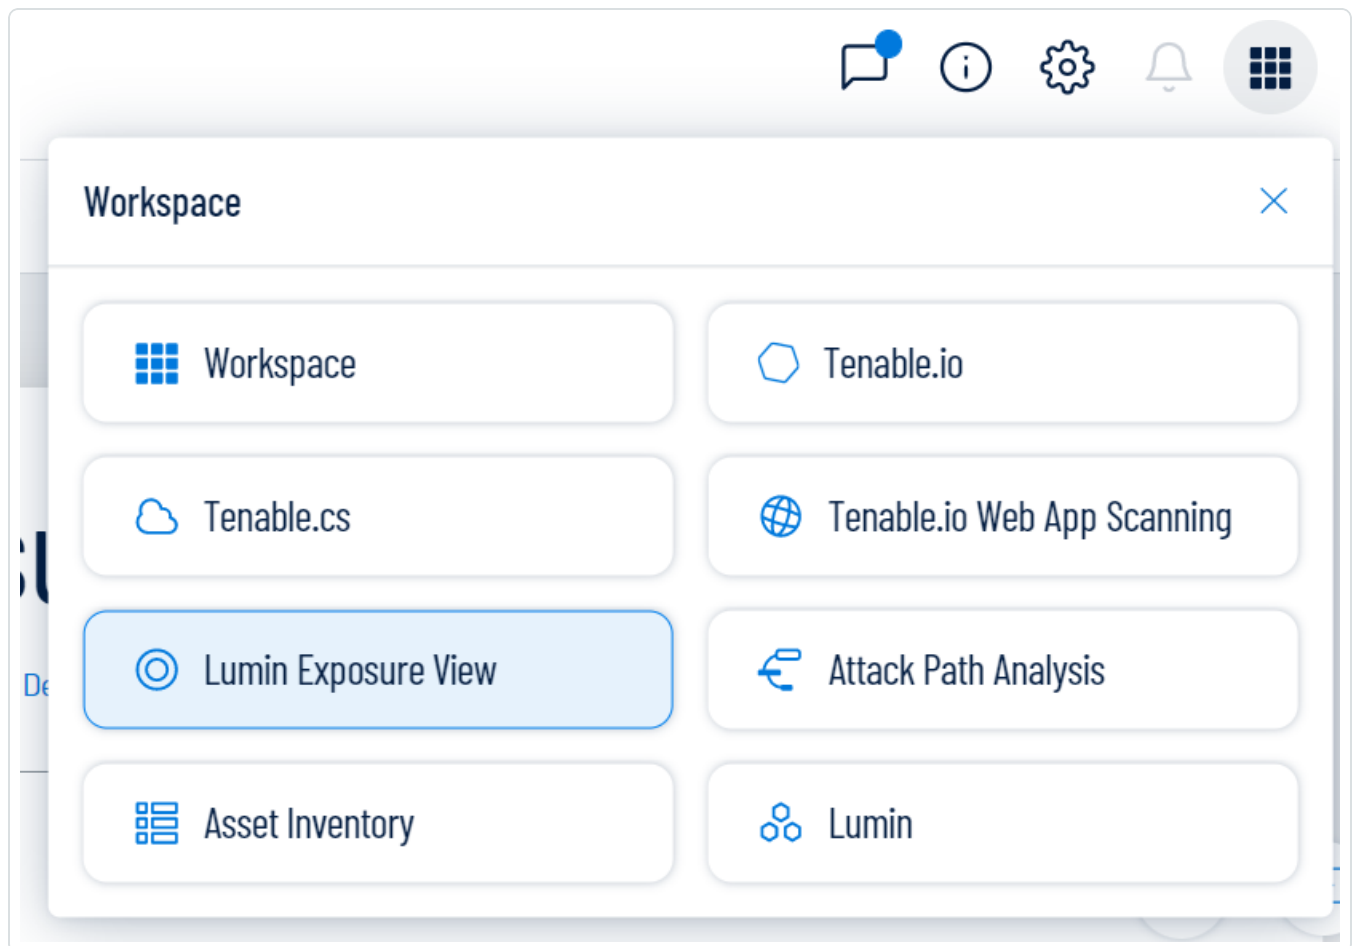 Workspace
Workspace
Tenable.io
Tenable.cs
Tenable.io Web App Scanning
Lumin Exposure View
Attack Path Analysis
De
Asset Inventory
Lumin